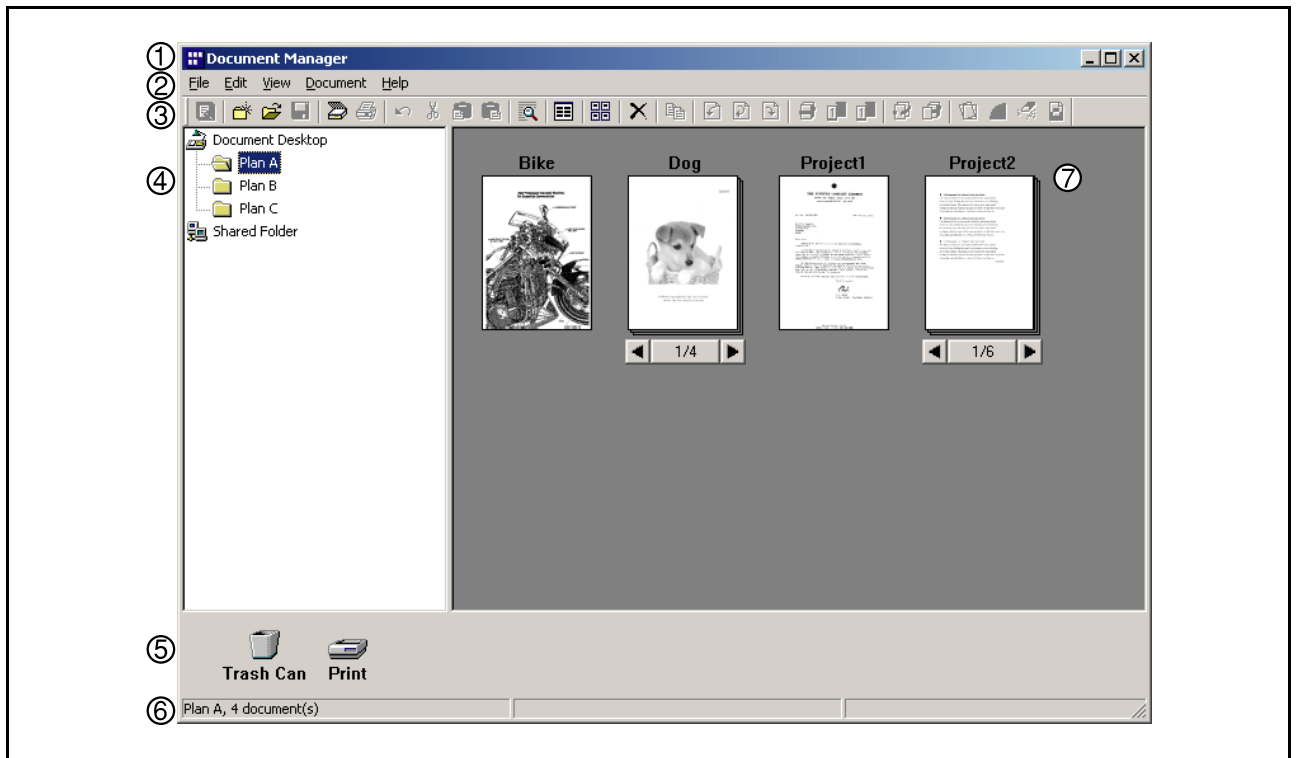 ① Document Manager
② File Edit View Document Help
③
Document Desktop
④ Plan A
Plan B
Plan C
Shared Folder
Bike Dog Project1 Project2
⑦
1/4 1/6
⑤ Trash Can Print
⑥ Plan A, 4 document(s)